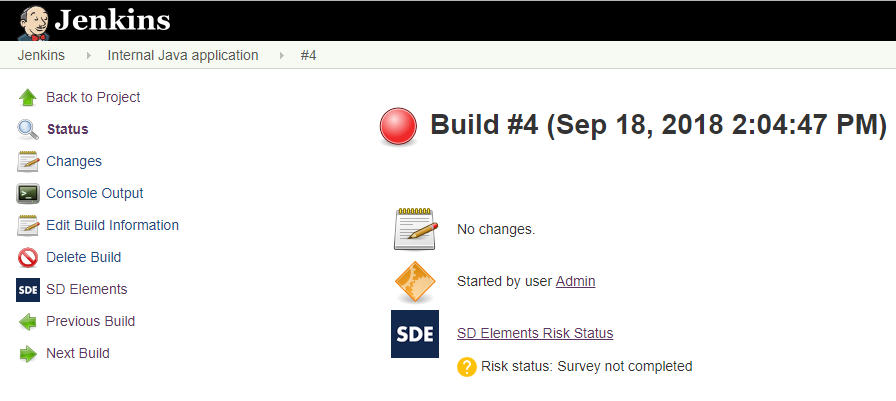 Jenkins
Jenkins Internal Java application #4
Back to Project
Status
Changes
Console Output
Edit Build Information
Delete Build
SDE SD Elements
Previous Build
Next Build
Build #4 (Sep 18, 2018 2:04:47 PM)
No changes.
Started by user Admin
SDE SD Elements Risk Status
? Risk status: Survey not completed